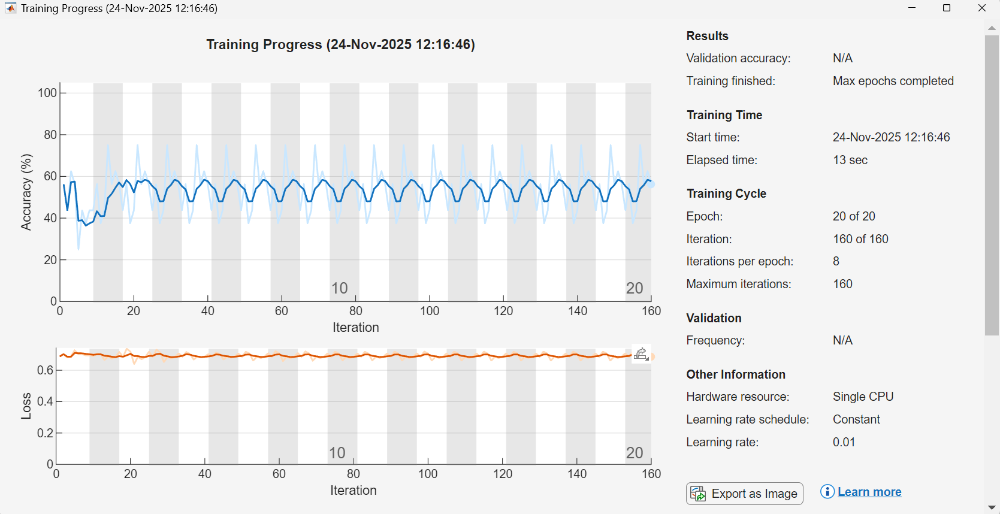 Training Progress (24-Nov-2025 12:16:46)
Training Progress (24-Nov-2025 12:16:46)
100
80
60
40
20
0
Accuracy (%)
10
20
0 20 40 60 80 100 120 140 160
Iteration
0.6
0.4
0.2
0
Loss
10
20
0 20 40 60 80 100 120 140 160
Iteration
Results
Validation accuracy: N/A
Training finished: Max epochs completed
Training Time
Start time: 24-Nov-2025 12:16:46
Elapsed time: 13 sec
Training Cycle
Epoch: 20 of 20
Iteration: 160 of 160
Iterations per epoch: 8
Maximum iterations: 160
Validation
Frequency: N/A
Other Information
Hardware resource: Single CPU
Learning rate schedule: Constant
Learning rate: 0.01
Export as Image
Learn more